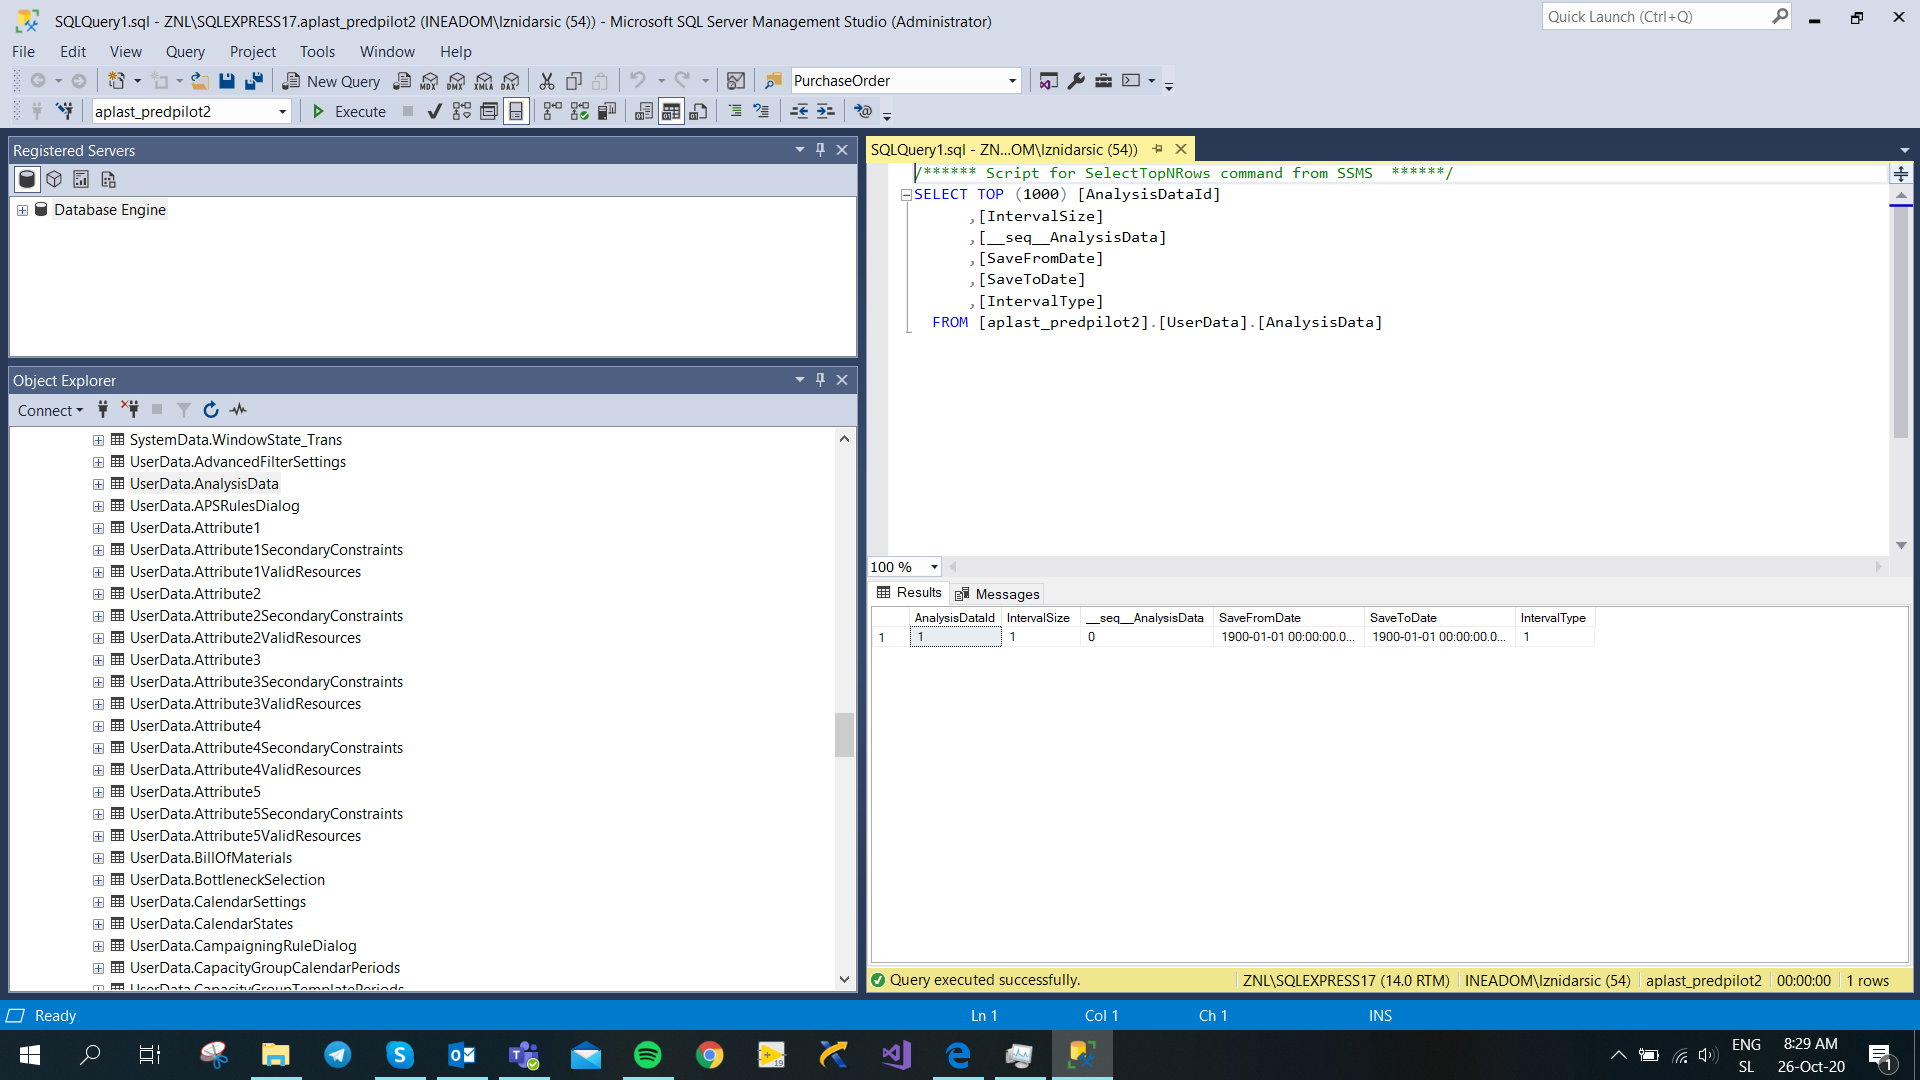 SQLQuery1.sql - ZNL\SQLEXPRESS17.aplast_predpilot2 (INEADOM\lznidarsic (54)) - Microsoft SQL Server Management Studio (Administrator)
Quick Launch (Ctrl+Q)
File Edit View Query Project Tools Window Help
New Query
MDX DMX XMLA DAX
PurchaseOrder
aplast_predpilot2
Execute
Registered Servers
Database Engine
Object Explorer
Connect
SystemData.WindowState_Trans
UserData.AdvancedFilterSettings
UserData.AnalysisData
UserData.APSRulesDialog
UserData.Attribute1
UserData.Attribute1SecondaryConstraints
UserData.Attribute1ValidResources
UserData.Attribute2
UserData.Attribute2SecondaryConstraints
UserData.Attribute2ValidResources
UserData.Attribute3
UserData.Attribute3SecondaryConstraints
UserData.Attribute3ValidResources
UserData.Attribute4
UserData.Attribute4SecondaryConstraints
UserData.Attribute4ValidResources
UserData.Attribute5
UserData.Attribute5SecondaryConstraints
UserData.Attribute5ValidResources
UserData.BillOfMaterials
UserData.BottleneckSelection
UserData.CalendarSettings
UserData.CalendarStates
UserData.CampaigningRuleDialog
UserData.CapacityGroupCalendarPeriods
UserData.CapacityGroupTemplatePeriods
SQLQuery1.sql - ZN...OM\lznidarsic (54))
/****** Script for SelectTopNRows command from SSMS  ******/
SELECT TOP (1000) [AnalysisDataId]
,[IntervalSize]
,[__seq__AnalysisData]
,[SaveFromDate]
,[SaveToDate]
,[IntervalType]
FROM [aplast_predpilot2].[UserData].[AnalysisData]
100 %
Results Messages
AnalysisDataId IntervalSize __seq__AnalysisData SaveFromDate SaveToDate IntervalType
1 1 1 0 1900-01-01 00:00:00.0... 1900-01-01 00:00:00.0... 1
Query executed successfully. ZNL\SQLEXPRESS17 (14.0 RTM) INEADOM\lznidarsic (54) aplast_predpilot2 00:00:00 1 rows
Ready Ln 1 Col 1 Ch 1 INS
ENG
SL
8:29 AM
26-Oct-20
1